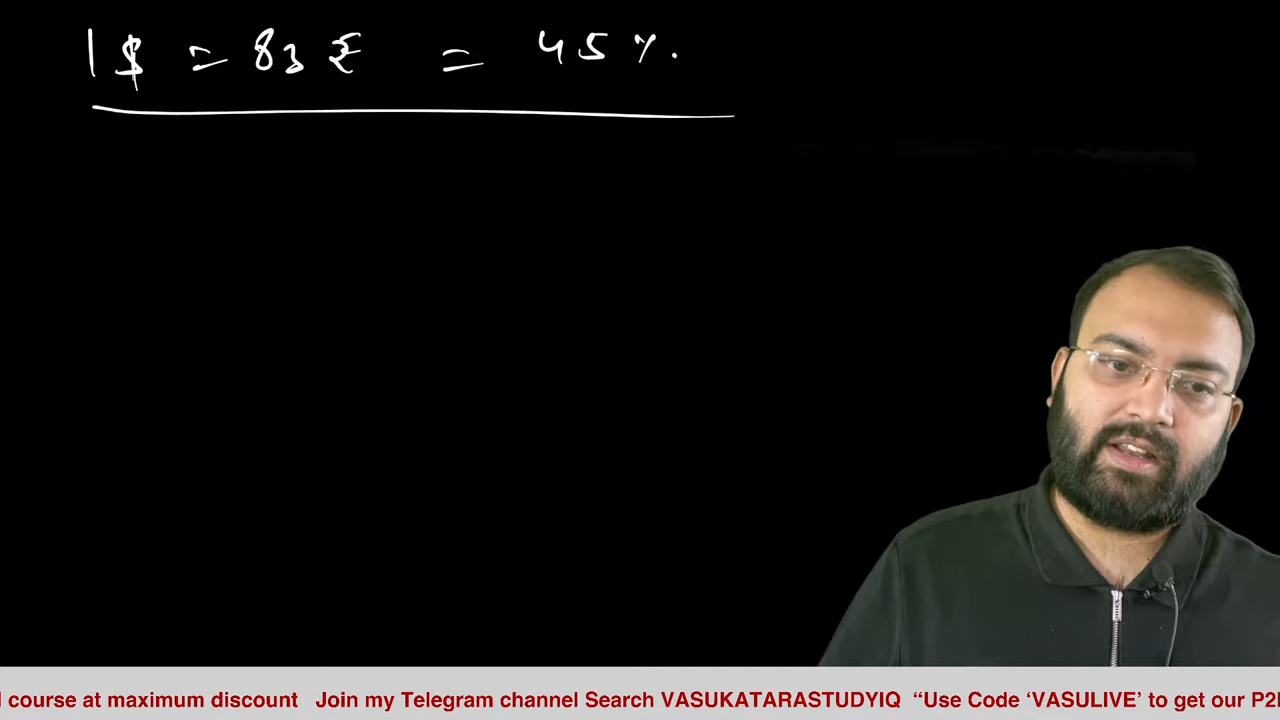 1 $ = 83 ₹ = 45 %.
l course at maximum discount Join my Telegram channel Search VASUKATARASTUDYIQ “Use Code ‘VASULIVE’ to get our P2